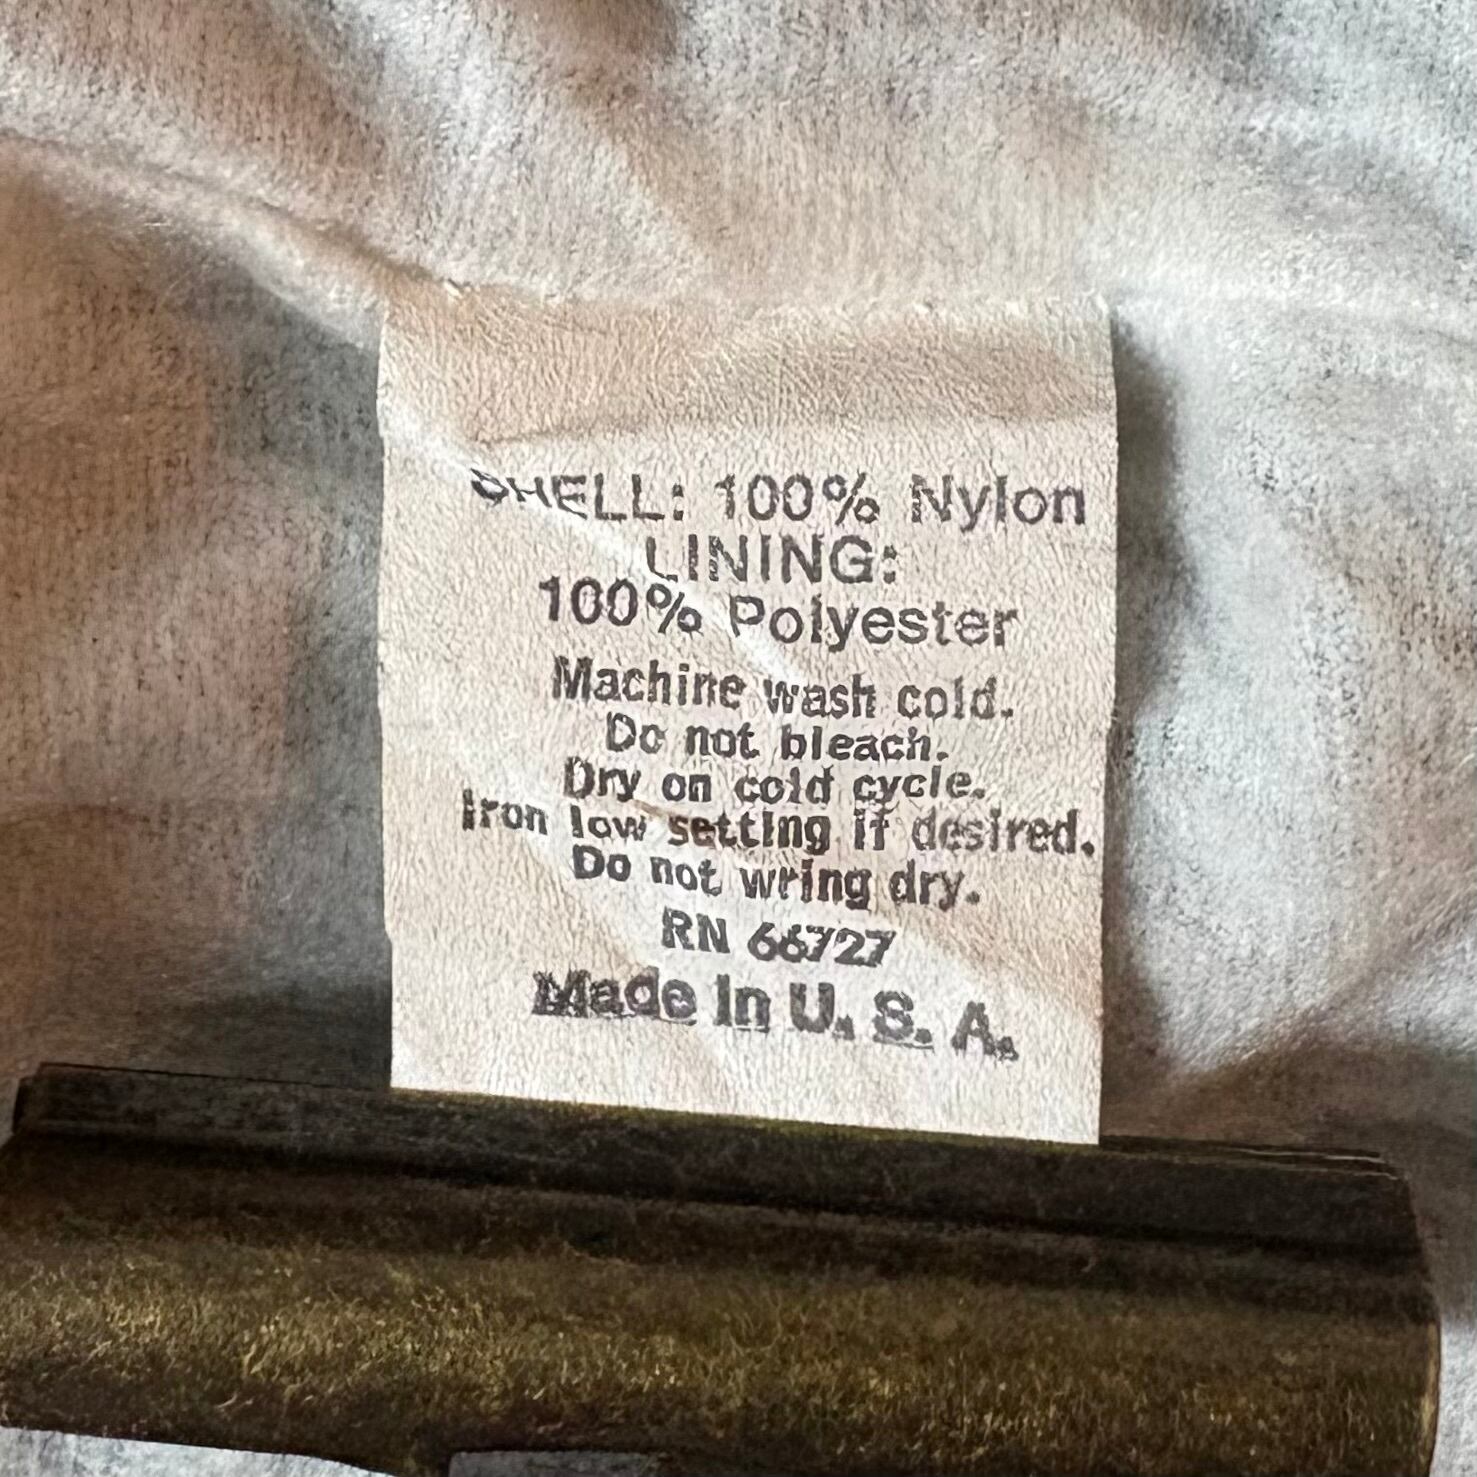 SHELL: 100% Nylon
LINING:
100% Polyester
Machine wash cold.
Do not bleach.
Dry on cold cycle.
Iron low setting if desired.
Do not wring dry.
RN 66727
Made In U. S. A.